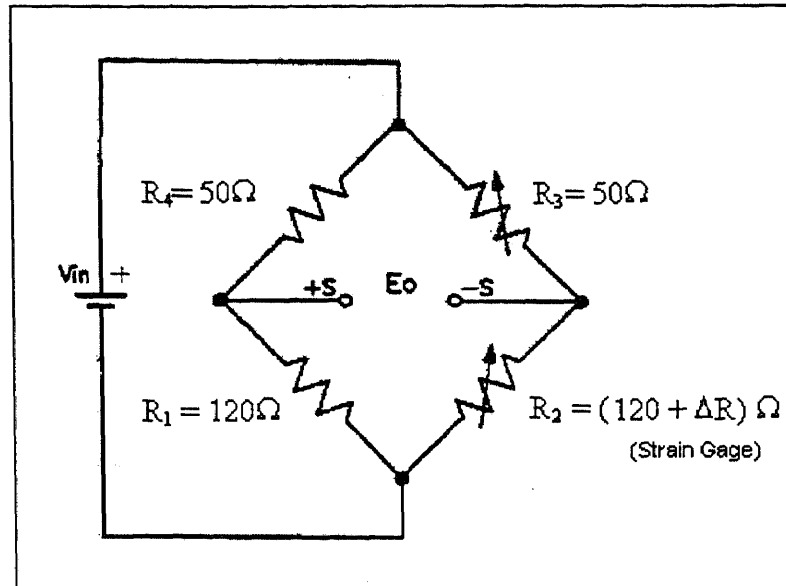 R₄= 50Ω
R₃= 50Ω
Vin +
+S Eo -S
R₁ = 120Ω
R₂ = (120 + ΔR) Ω
(Strain Gage)